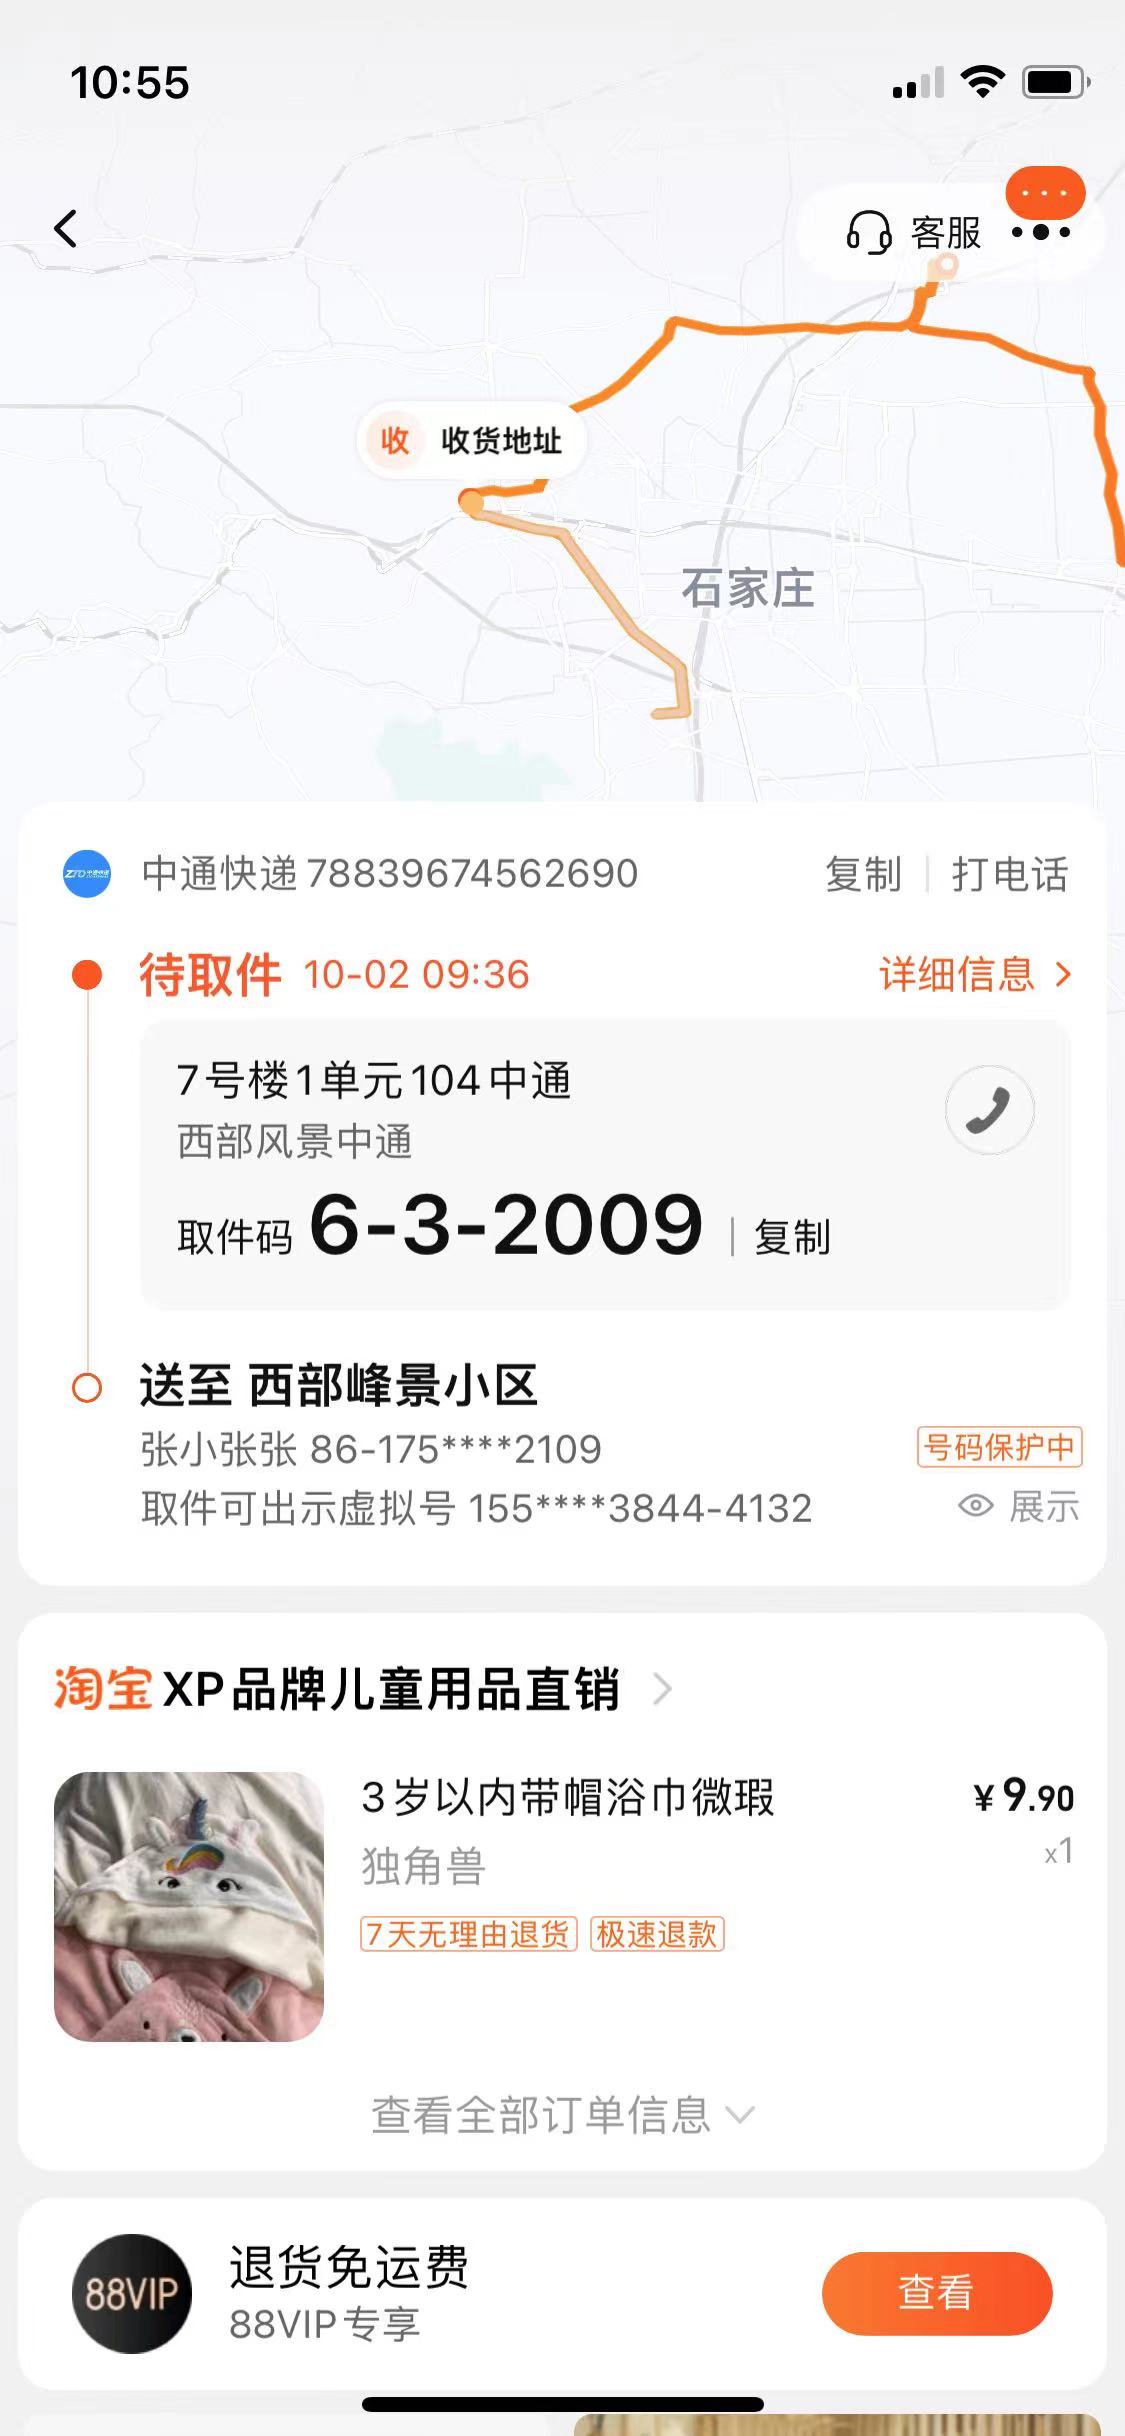 10:55
客服
收 收货地址
石家庄
中通快递 78839674562690 复制 打电话
待取件 10-02 09:36 详细信息
7号楼1单元104中通
西部风景中通
取件码 6-3-2009 复制
送至 西部峰景小区
张小张张 86-175****2109 号码保护中
取件可出示虚拟号 155****3844-4132 展示
淘宝 XP品牌儿童用品直销
3岁以内带帽浴巾微瑕 ¥9.90
独角兽 x1
7天无理由退货 极速退款
查看全部订单信息
88VIP 退货免运费 查看
88VIP专享